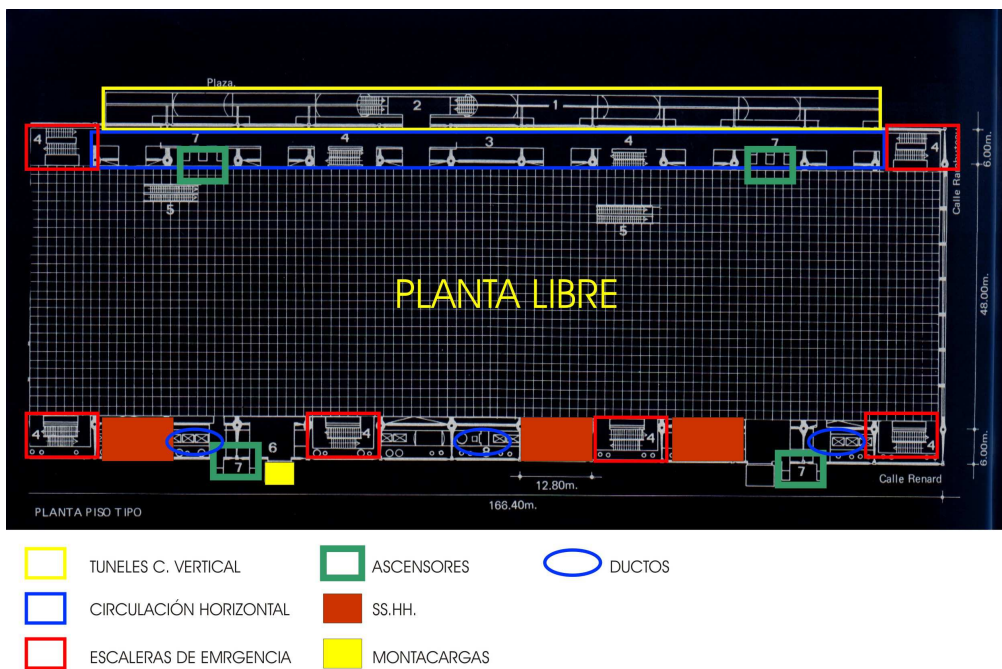 Plaza.
2
1
4
7
4
3
4
7
4
6.00m.
5
5
PLANTA LIBRE
48.00m.
4
6
4
8
4
4
7
7
6.00m.
12.80m.
Calle Renard
166.40m.
PLANTA PISO TIPO
TUNELES C. VERTICAL
ASCENSORES
DUCTOS
CIRCULACIÓN HORIZONTAL
SS.HH.
ESCALERAS DE EMRGENCIA
MONTACARGAS